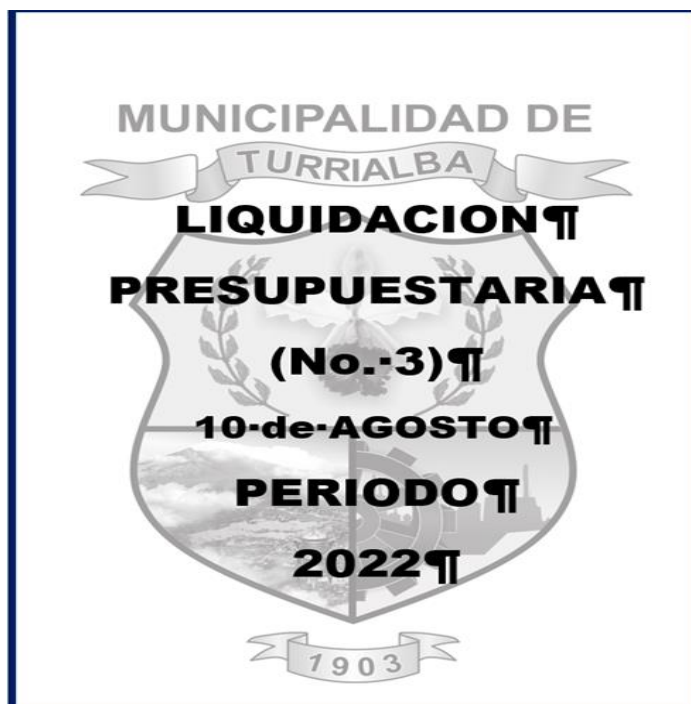 MUNICIPALIDAD DE
TURRIALBA
LIQUIDACION¶
PRESUPUESTARIA¶
(No.·3)¶
10·de·AGOSTO¶
PERIODO¶
2022¶
1903